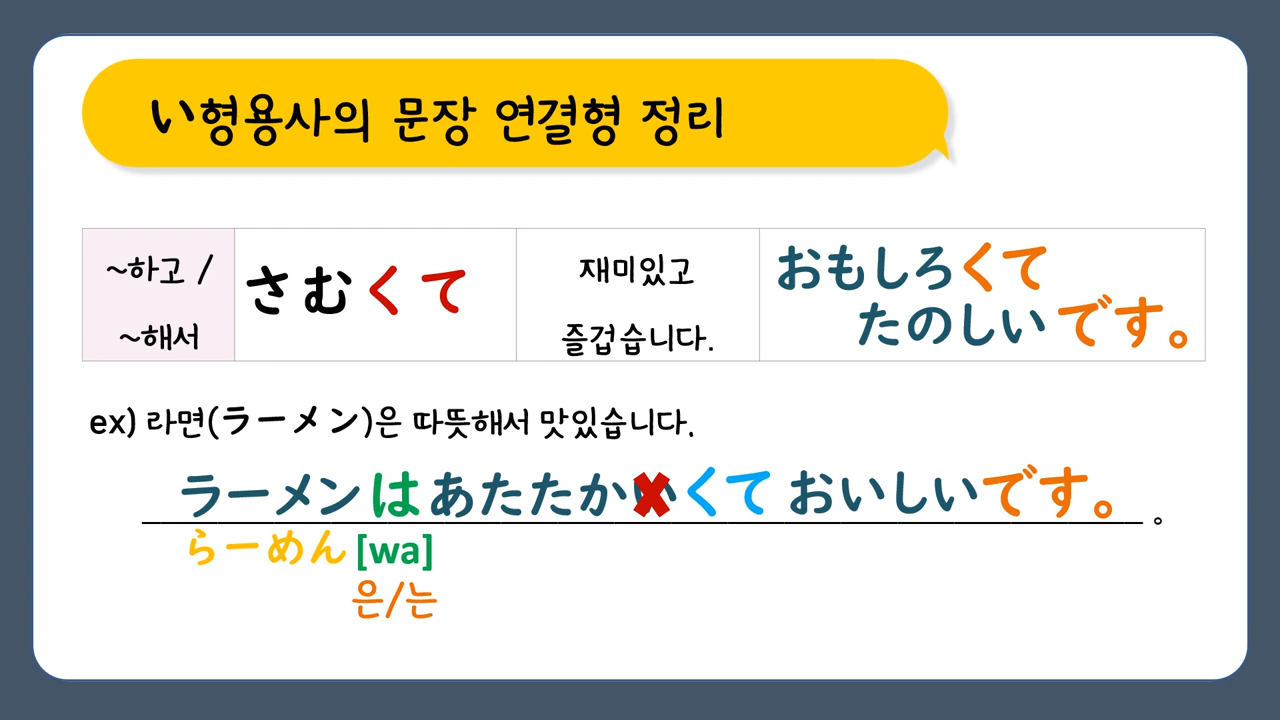 い형용사의 문장 연결형 정리
~하고 /
~해서
さむくて
재미있고
즐겁습니다.
おもしろくて
たのしいです。
ex) 라면(ラーメン)은 따뜻해서 맛있습니다.
ラーメンはあたたかいくて おいしいです。
。
らーめん [wa]
은/는